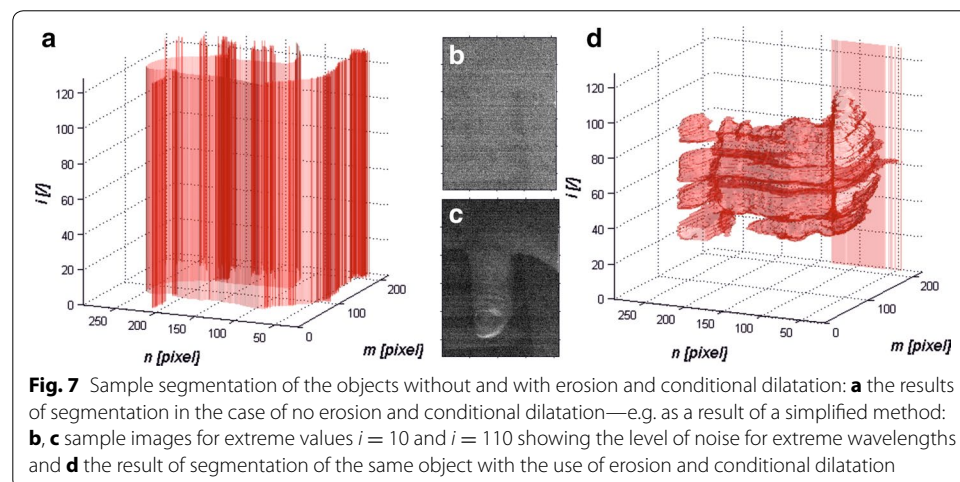 a
b
c
d
120
100
80
60
40
20
0
i [/]
250
200
150
100
50
0
n [pixel]
200
100
m [pixel]
120
100
80
60
40
20
0
i [/]
250
200
150
100
50
0
n [pixel]
200
100
m [pixel]
Fig. 7 Sample segmentation of the objects without and with erosion and conditional dilatation: a the results
of segmentation in the case of no erosion and conditional dilatation—e.g. as a result of a simplified method:
b, c sample images for extreme values i = 10 and i = 110 showing the level of noise for extreme wavelengths
and d the result of segmentation of the same object with the use of erosion and conditional dilatation